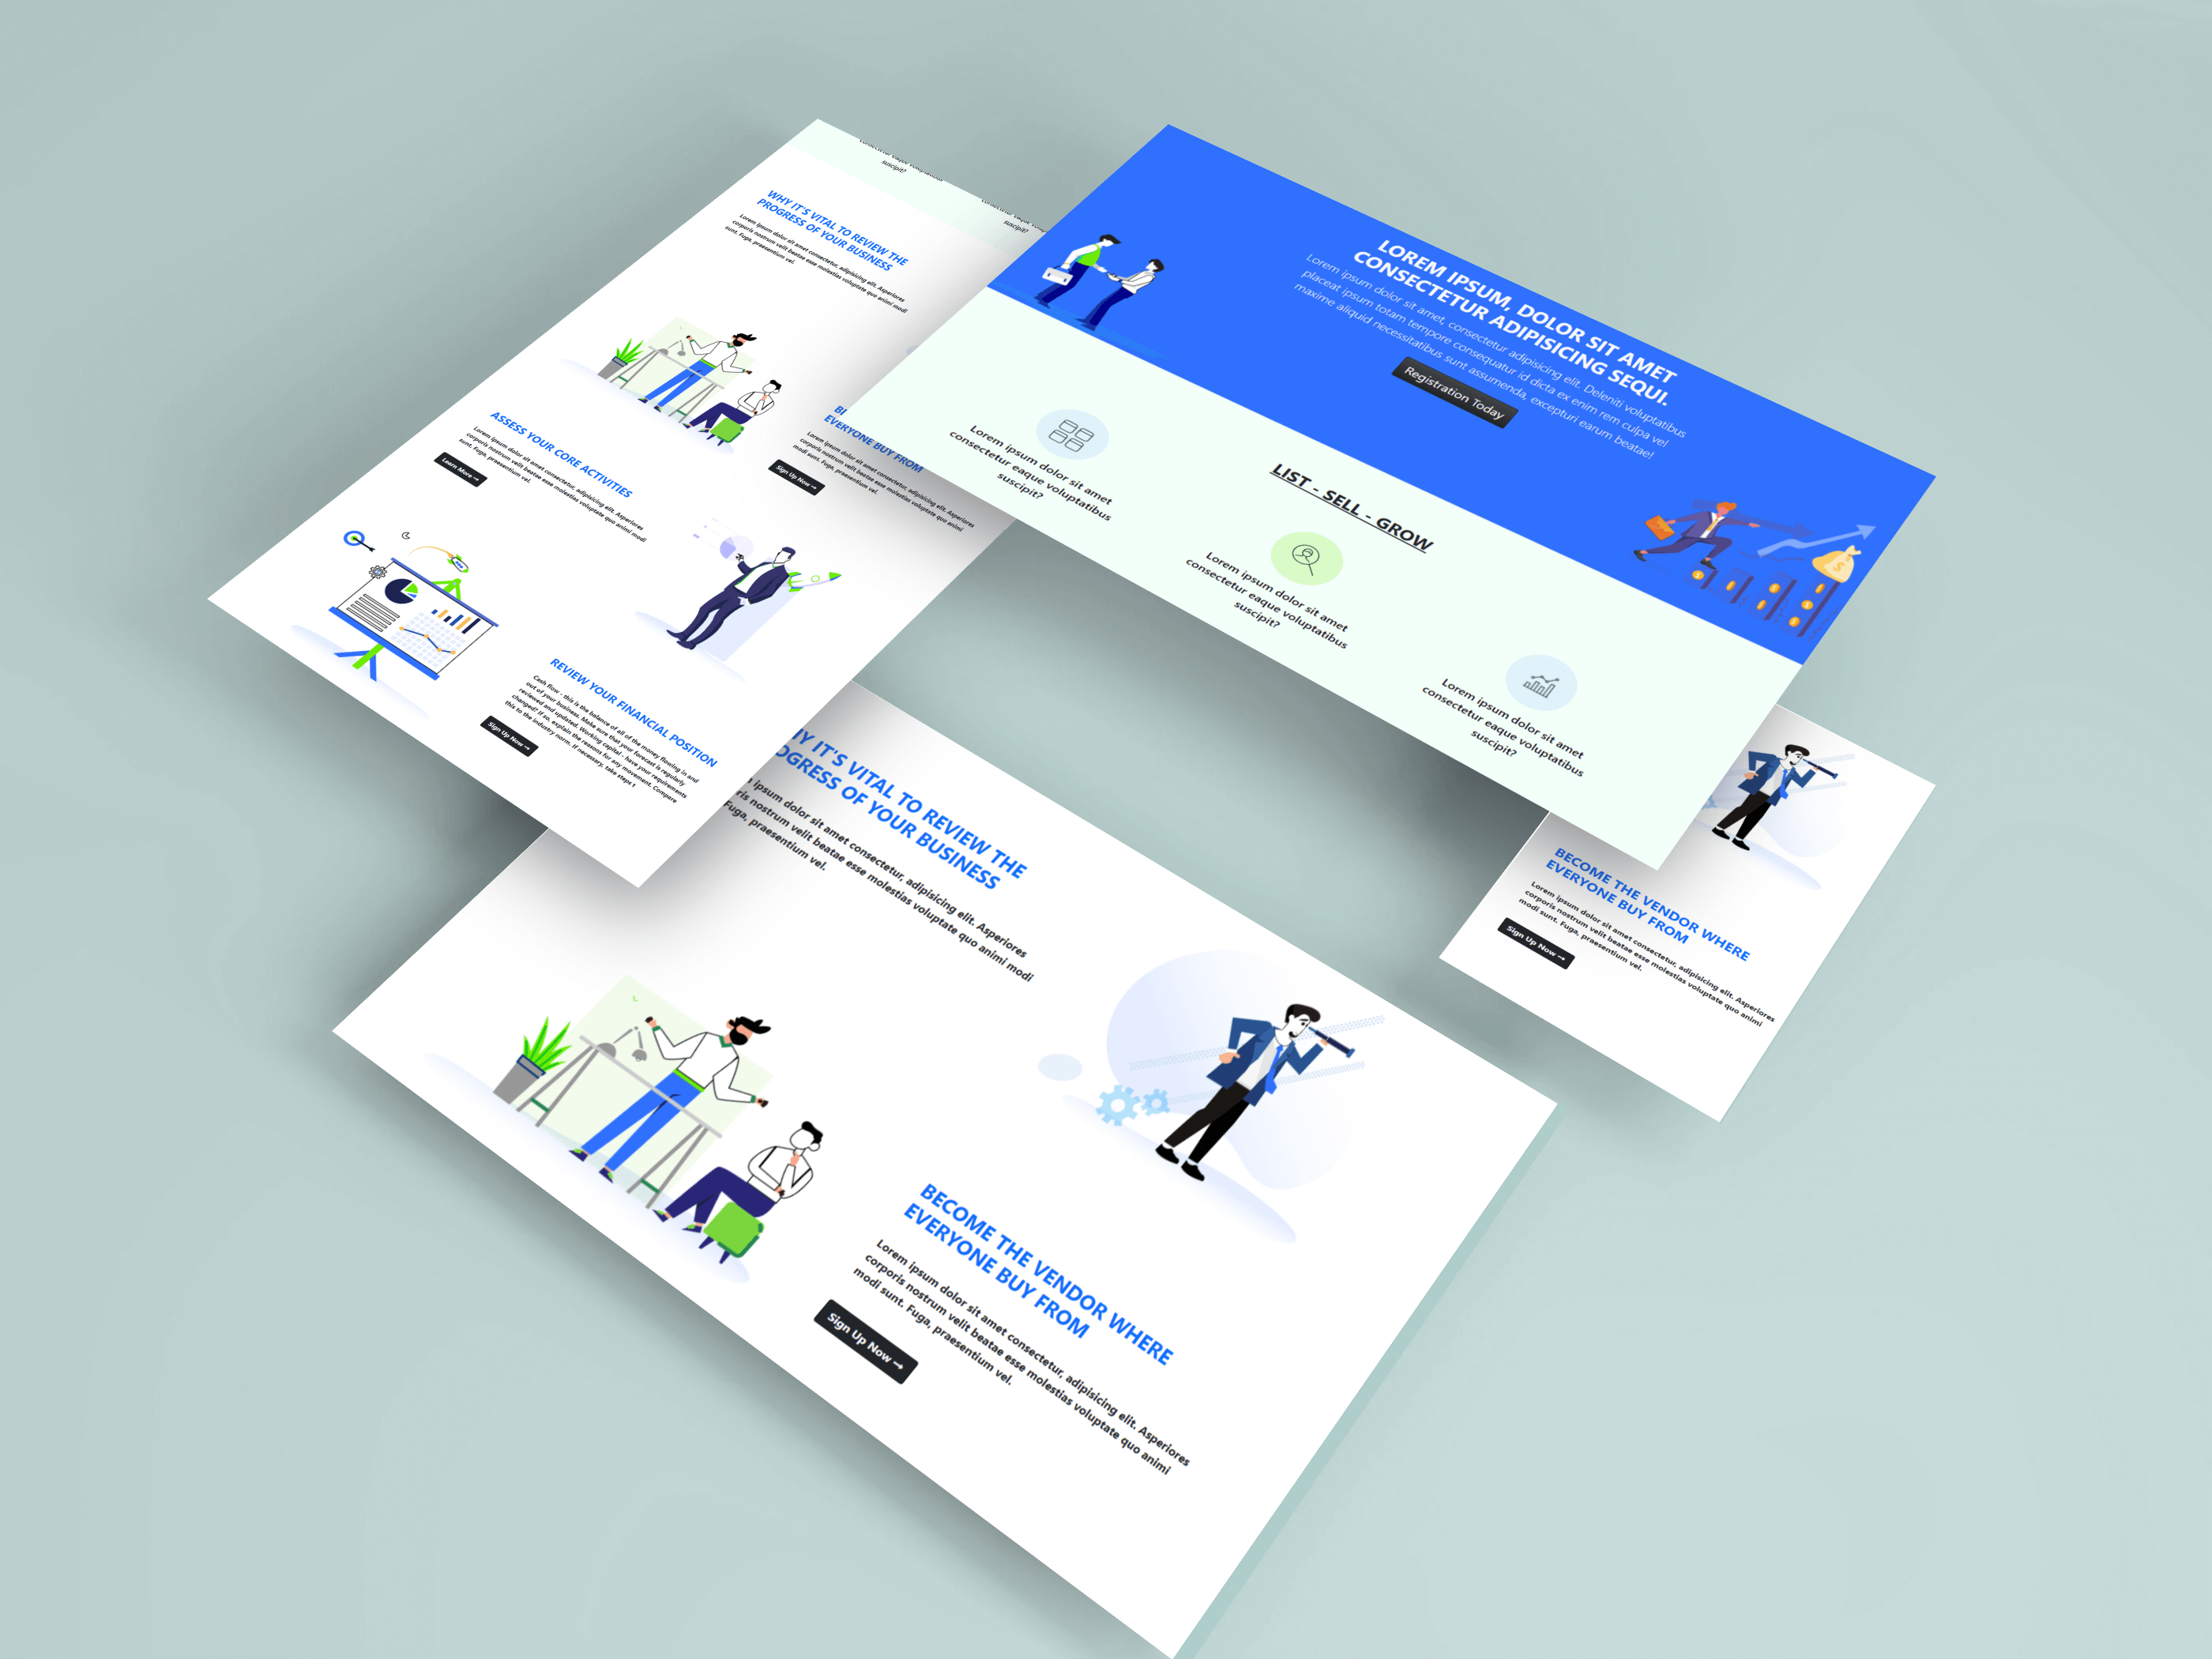 consectetur eaque voluptatibus
suscipit?
suscipit?
WHY IT'S VITAL TO REVIEW THE
PROGRESS OF YOUR BUSINESS
Lorem ipsum dolor sit amet consectetur, adipisicing elit. Asperiores
corporis nostrum velit beatae esse molestias voluptate quo animi modi
sunt. Fuga, praesentium vel.
EVERYONE BUY FROM
Lorem ipsum dolor sit amet consectetur, adipisicing elit. Asperiores
corporis nostrum velit beatae esse molestias voluptate quo animi
modi sunt. Fuga, praesentium vel.
Sign Up Now →
ASSESS YOUR CORE ACTIVITIES
Lorem ipsum dolor sit amet consectetur, adipisicing elit. Asperiores
corporis nostrum velit beatae esse molestias voluptate quo animi modi
sunt. Fuga, praesentium vel.
Learn More →
REVIEW YOUR FINANCIAL POSITION
Cash flow - this is the balance of all of the money flowing in and
out of your business. Make sure that your forecast is regularly
reviewed and updated. Working capital - have your requirements
changed? If so, explain the reasons for any movement. Compare
this to the industry norm. If necessary, take steps t
Sign Up Now →
LOREM IPSUM, DOLOR SIT AMET
CONSECTETUR ADIPISICING SEQUI.
Lorem ipsum dolor sit amet, consectetur adipisicing elit. Deleniti voluptatibus
placeat ipsum totam tempore consequatur id dicta ex enim rem culpa vel
maxime aliquid necessitatibus sunt assumenda, excepturi earum beatae!
Registration Today
LIST - SELL - GROW
Lorem ipsum dolor sit amet
consectetur eaque voluptatibus
suscipit?
Lorem ipsum dolor sit amet
consectetur eaque voluptatibus
suscipit?
Lorem ipsum dolor sit amet
consectetur eaque voluptatibus
suscipit?
BECOME THE VENDOR WHERE
EVERYONE BUY FROM
Lorem ipsum dolor sit amet consectetur, adipisicing elit. Asperiores
corporis nostrum velit beatae esse molestias voluptate quo animi
modi sunt. Fuga, praesentium vel.
Sign Up Now →
IT'S VITAL TO REVIEW THE
OGRESS OF YOUR BUSINESS
ipsum dolor sit amet consectetur, adipisicing elit. Asperiores
ris nostrum velit beatae esse molestias voluptate quo animi modi
Fuga, praesentium vel.
BECOME THE VENDOR WHERE
EVERYONE BUY FROM
Lorem ipsum dolor sit amet consectetur, adipisicing elit. Asperiores
corporis nostrum velit beatae esse molestias voluptate quo animi
modi sunt. Fuga, praesentium vel.
Sign Up Now →